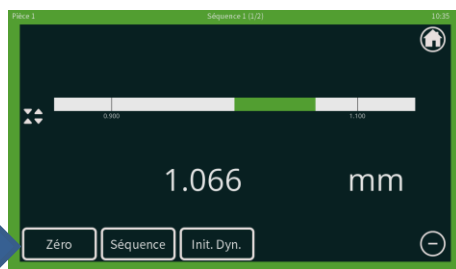 Pièce 1 Séquence 1 (1/2) 10:35
0.900 1.100
1.066 mm
Zéro Séquence Init. Dyn.